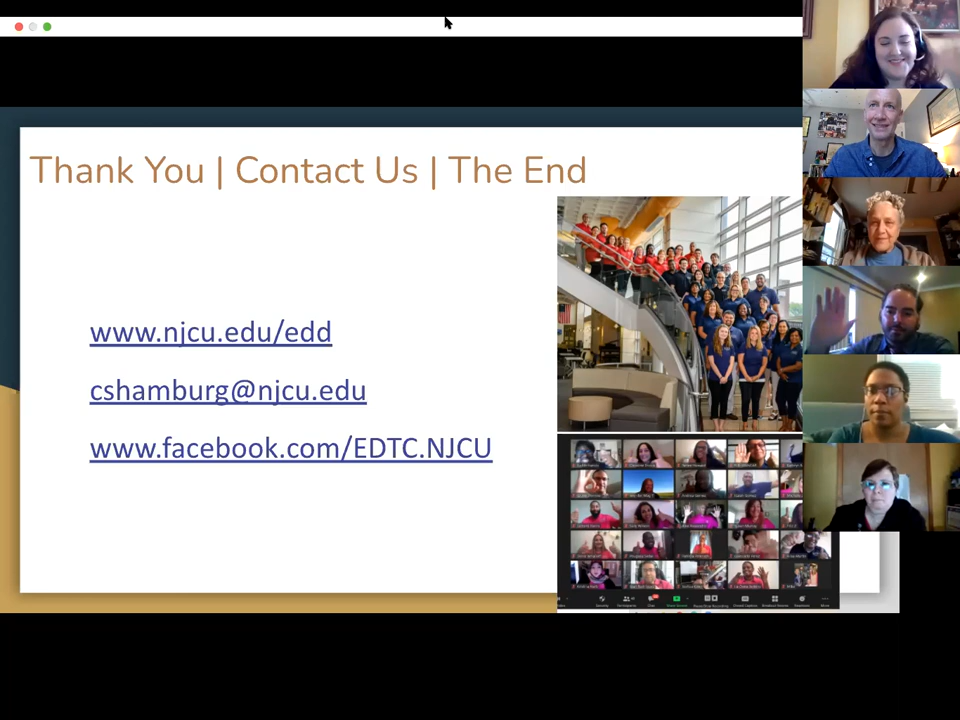 Thank You | Contact Us | The End
www.njcu.edu/edd
cshamburg@njcu.edu
www.facebook.com/EDTC.NJCU